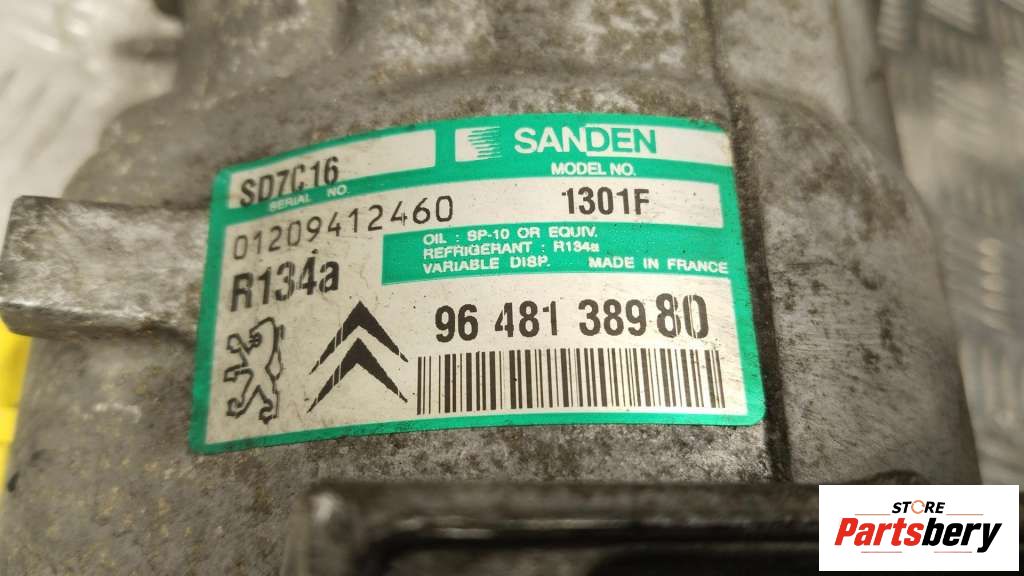 SD7C16
SERIAL NO.
SANDEN
MODEL NO.
01209412460
1301F
R134a
OIL : SP-10 OR EQUIV.
REFRIGERANT : R134a
VARIABLE DISP. MADE IN FRANCE
96 481 389 80
STORE
Partsbery